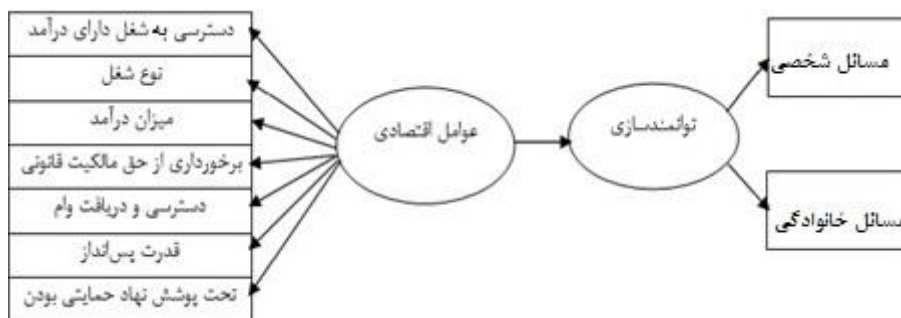 دسترسی به شغل دارای درآمد
نوع شغل
میزان درآمد
برخورداری از حق مالکیت قانونی
دسترسی و دریافت وام
قدرت پس‌انداز
تحت پوشش نهاد حمایتی بودن
عوامل اقتصادی
توانمندسازی
مسائل شخصی
مسائل خانوادگی